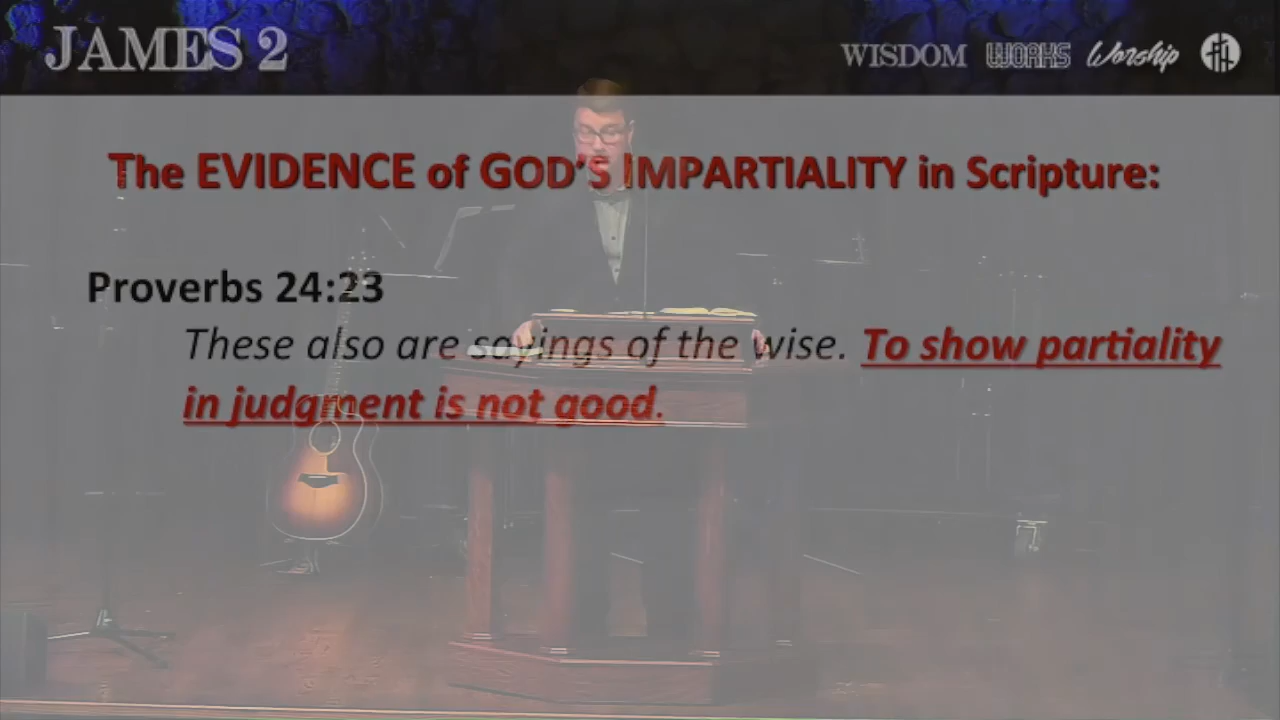 JAMES 2
WISDOM WORKS Worship
The EVIDENCE of GOD'S IMPARTIALITY in Scripture:
Proverbs 24:23
These also are sayings of the wise. To show partiality
in judgment is not good.